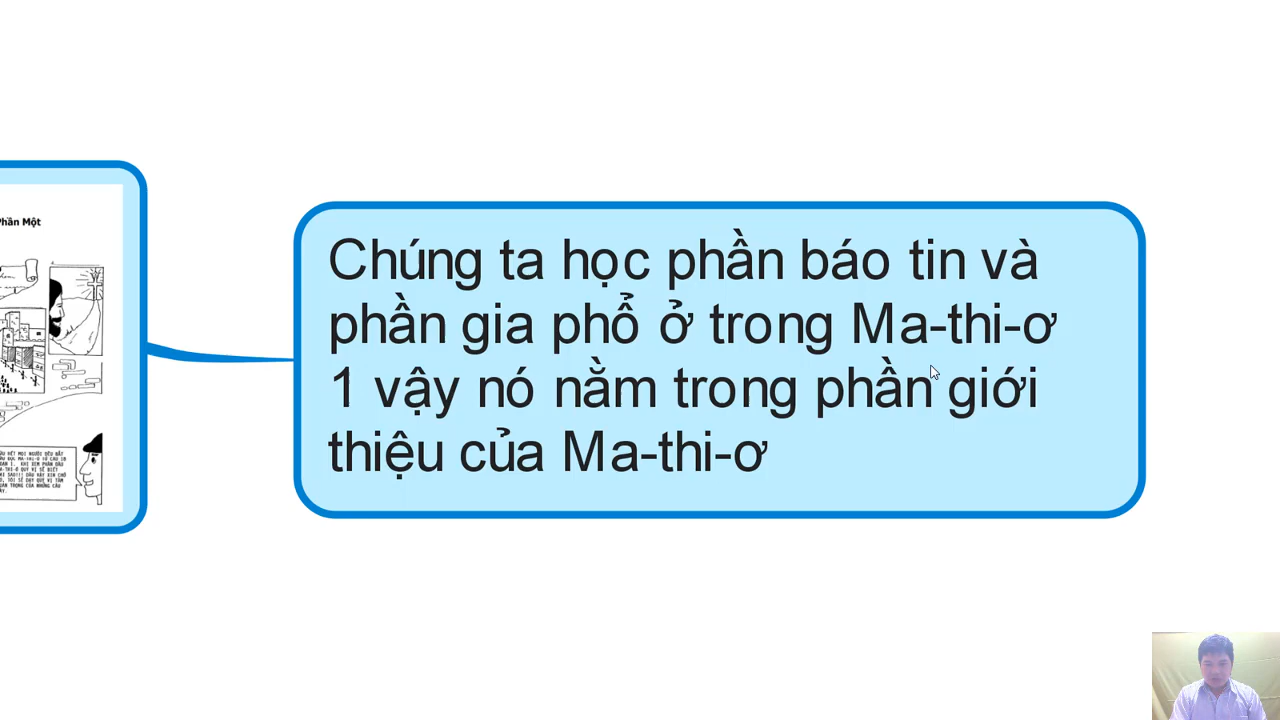 Phần Một
Chúng ta học phần báo tin và
phần gia phổ ở trong Ma-thi-ơ
1 vậy nó nằm trong phần giới
thiệu của Ma-thi-ơ